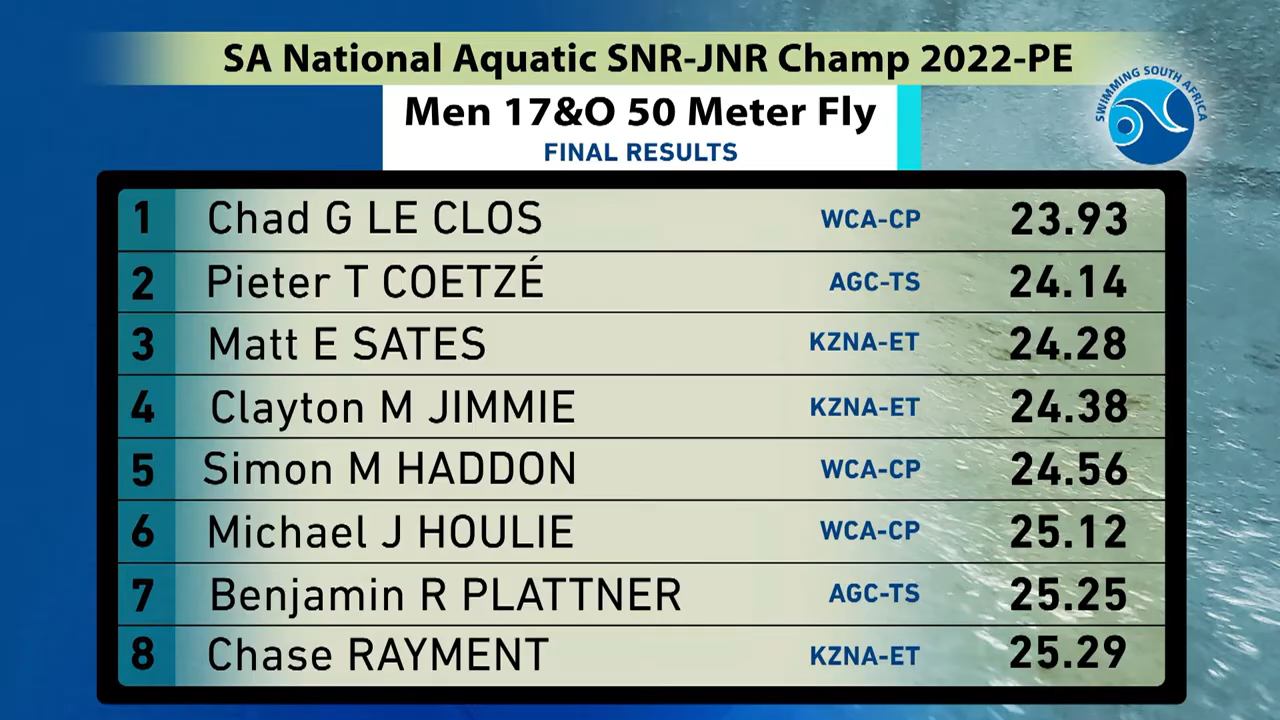 SA National Aquatic SNR-JNR Champ 2022-PE
SWIMMING SOUTH AFRICA
Men 17&O 50 Meter Fly
FINAL RESULTS
1 Chad G LE CLOS WCA-CP 23.93
2 Pieter T COETZÉ AGC-TS 24.14
3 Matt E SATES KZNA-ET 24.28
4 Clayton M JIMMIE KZNA-ET 24.38
5 Simon M HADDON WCA-CP 24.56
6 Michael J HOULIE WCA-CP 25.12
7 Benjamin R PLATTNER AGC-TS 25.25
8 Chase RAYMENT KZNA-ET 25.29